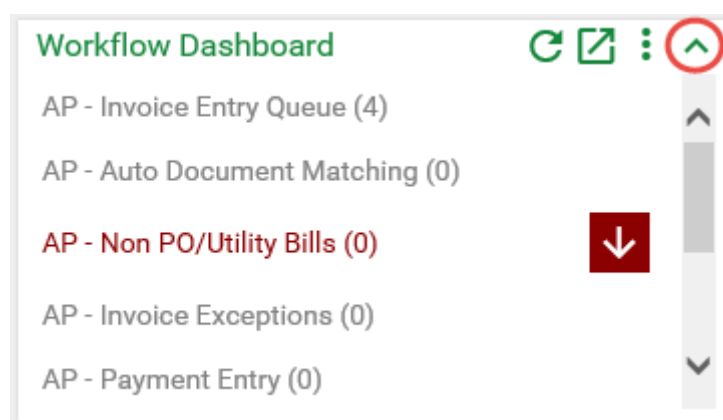 Workflow Dashboard
AP - Invoice Entry Queue (4)
AP - Auto Document Matching (0)
AP - Non PO/Utility Bills (0)
AP - Invoice Exceptions (0)
AP - Payment Entry (0)